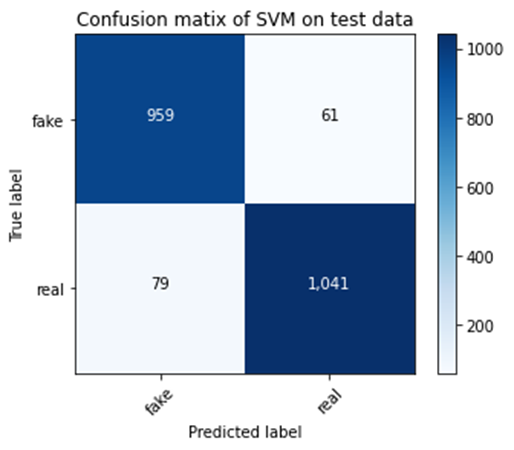 Confusion matix of SVM on test data
1000
fake
959
61
800
600
True label
400
real
79
1,041
200
fake
real
Predicted label